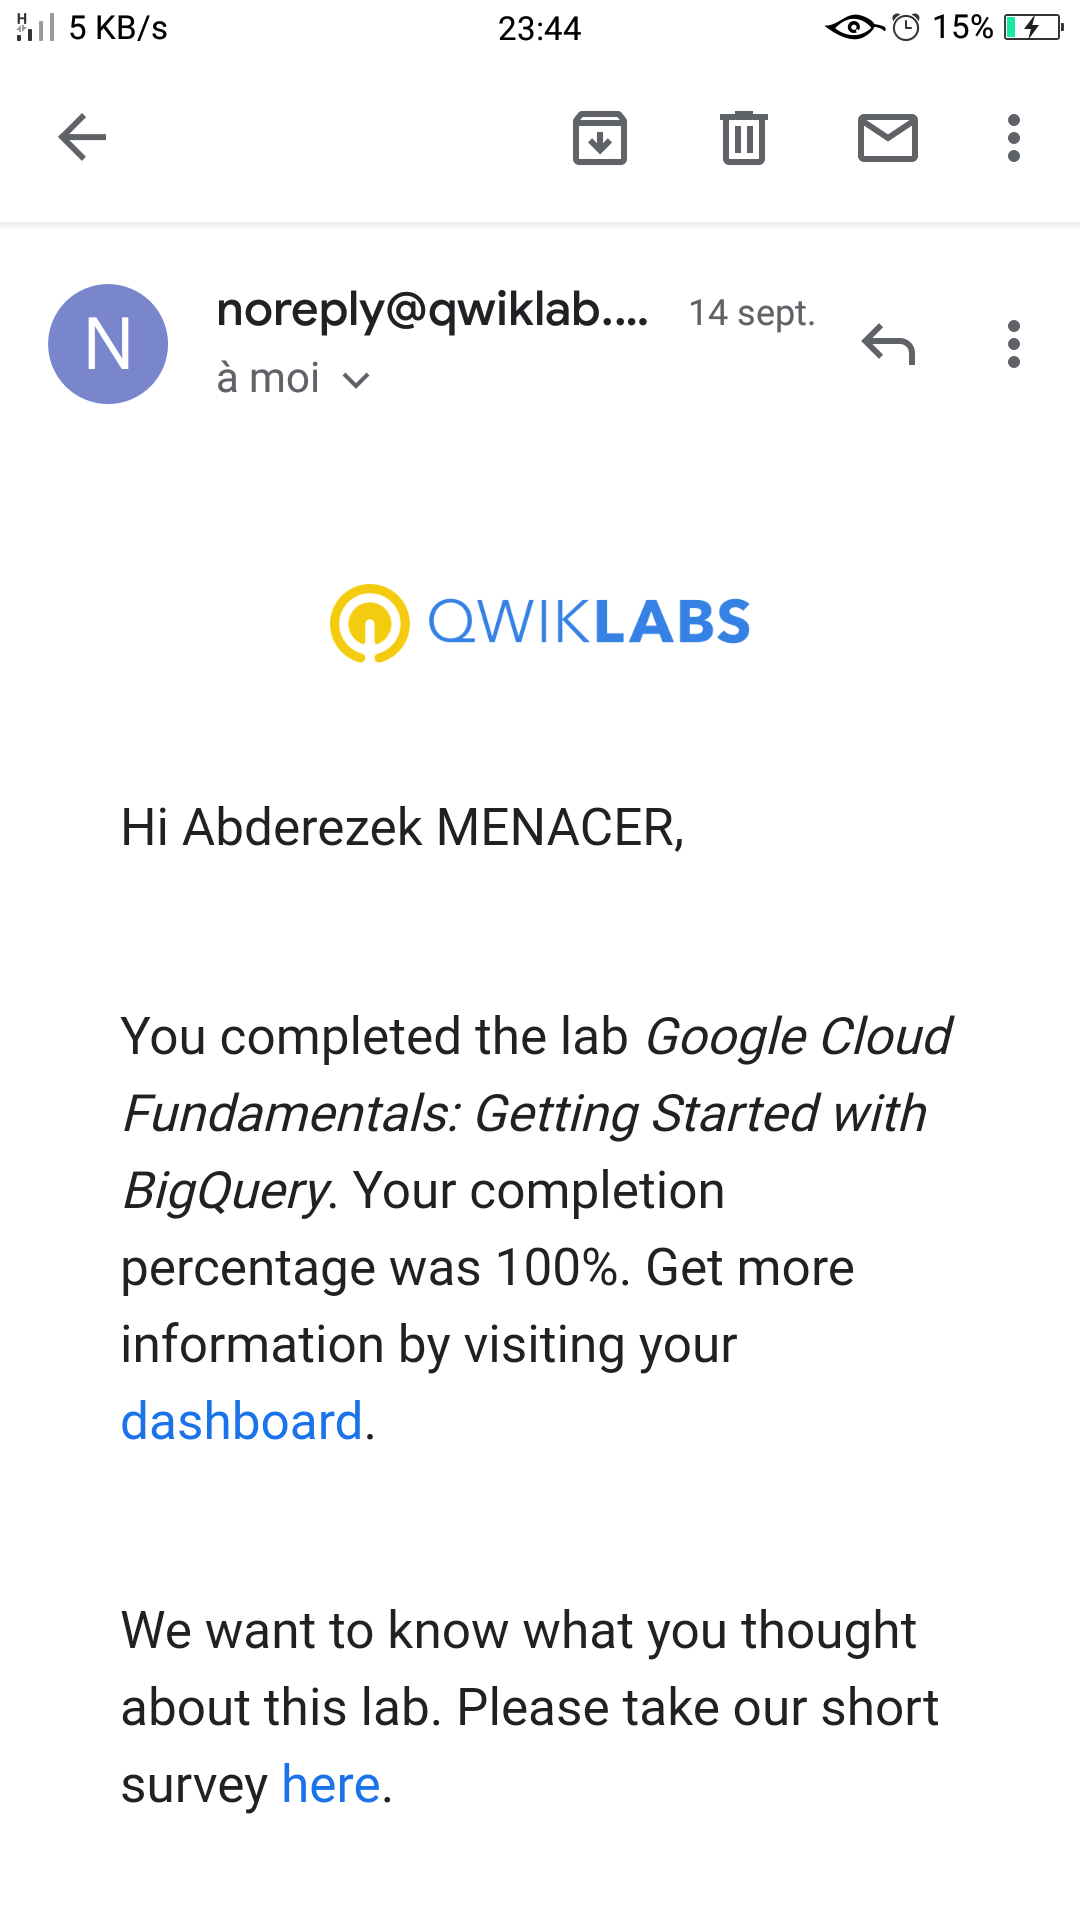 H 5 KB/s 23:44 15%
noreply@qwiklab.... 14 sept.
N
à moi
QWIKLABS
Hi Abderezek MENACER,
You completed the lab Google Cloud
Fundamentals: Getting Started with
BigQuery. Your completion
percentage was 100%. Get more
information by visiting your
dashboard.
We want to know what you thought
about this lab. Please take our short
survey here.